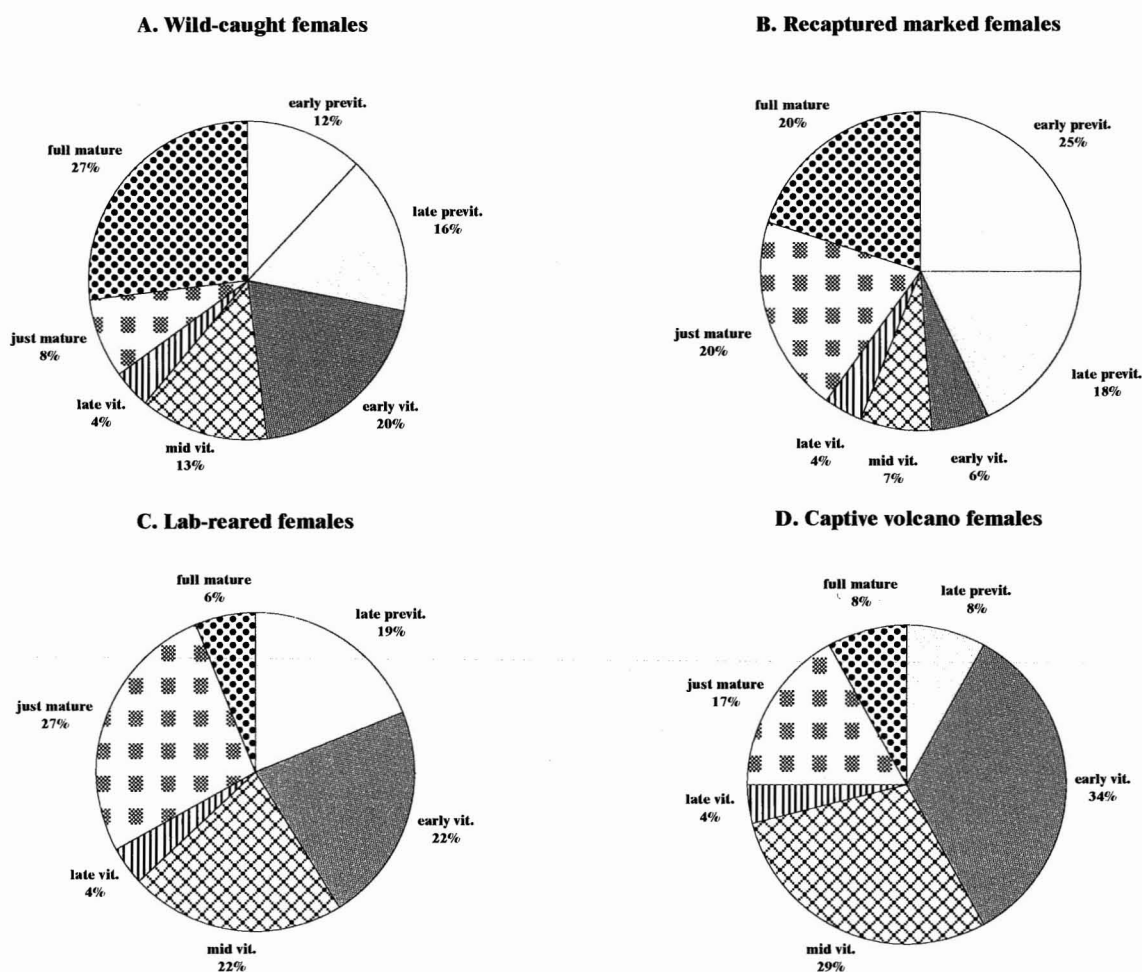 A. Wild-caught females
early previt.
12%
late previt.
16%
early vit.
20%
mid vit.
13%
late vit.
4%
just mature
8%
full mature
27%
B. Recaptured marked females
early previt.
25%
late previt.
18%
early vit.
6%
mid vit.
7%
late vit.
4%
just mature
20%
full mature
20%
C. Lab-reared females
late previt.
19%
early vit.
22%
mid vit.
22%
late vit.
4%
just mature
27%
full mature
6%
D. Captive volcano females
late previt.
8%
early vit.
34%
mid vit.
29%
late vit.
4%
just mature
17%
full mature
8%